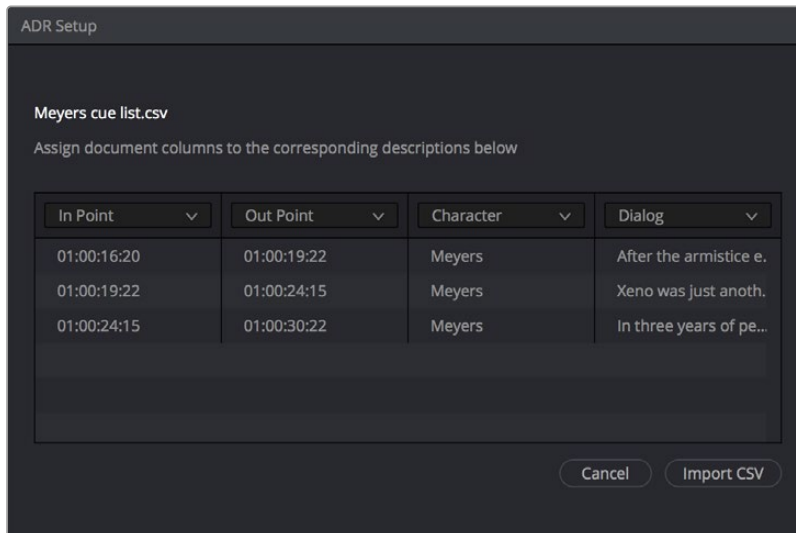 ADR Setup
Meyers cue list.csv
Assign document columns to the corresponding descriptions below
In Point Out Point Character Dialog
01:00:16:20 01:00:19:22 Meyers After the armistice e.
01:00:19:22 01:00:24:15 Meyers Xeno was just anoth.
01:00:24:15 01:00:30:22 Meyers In three years of pe...
Cancel Import CSV